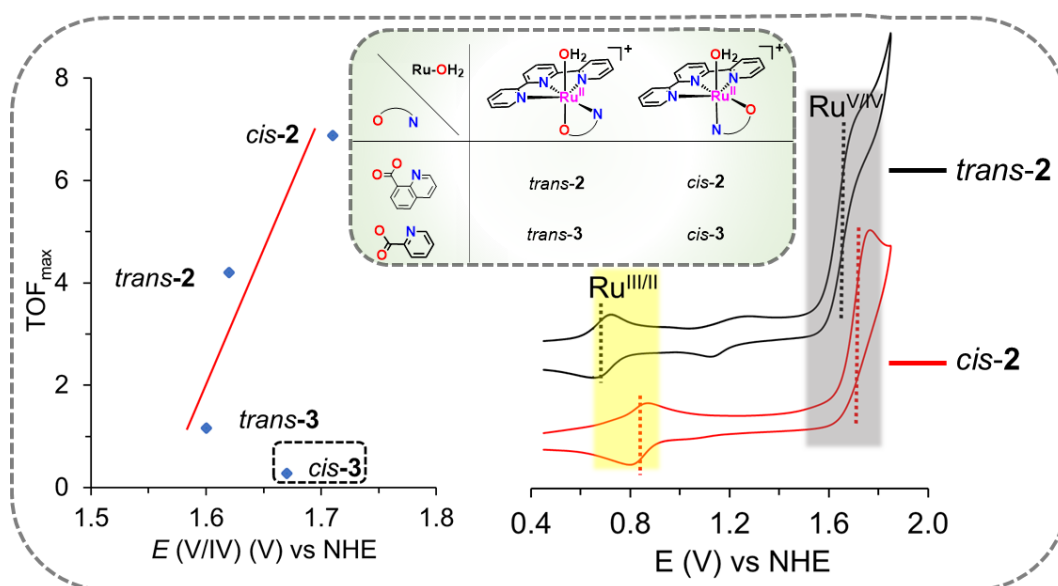 TOFmax
8
6
4
2
0
cis-2
trans-2
trans-3
cis-3
1.5 1.6 1.7 1.8
E (V/IV) (V) vs NHE
Ru-OH2
O N
OH2
N
N
N
RuII
N
O
+
OH2
N
N
N
RuII
O
N
+
O
O
N
trans-2 cis-2
O
O
N
trans-3 cis-3
RuV/IV
trans-2
RuIII/II
cis-2
0.4 0.8 1.2 1.6 2.0
E (V) vs NHE